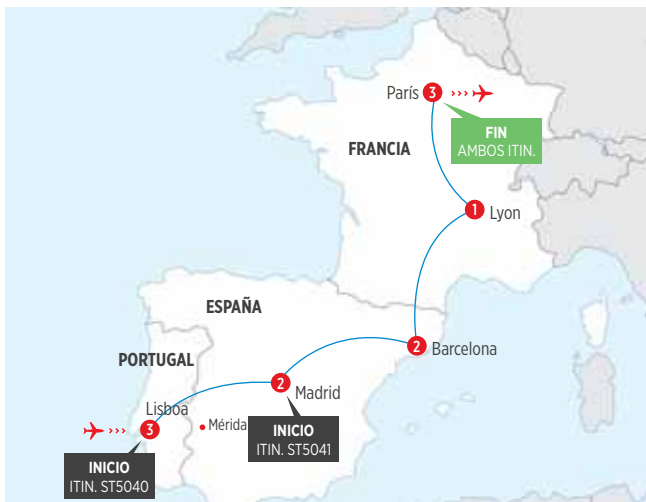 París
3
FIN
AMBOS ITIN.
FRANCIA
1
Lyon
ESPAÑA
2
Barcelona
PORTUGAL
2
Madrid
Lisboa
3
Mérida
INICIO
ITIN. ST5041
INICIO
ITIN. ST5040